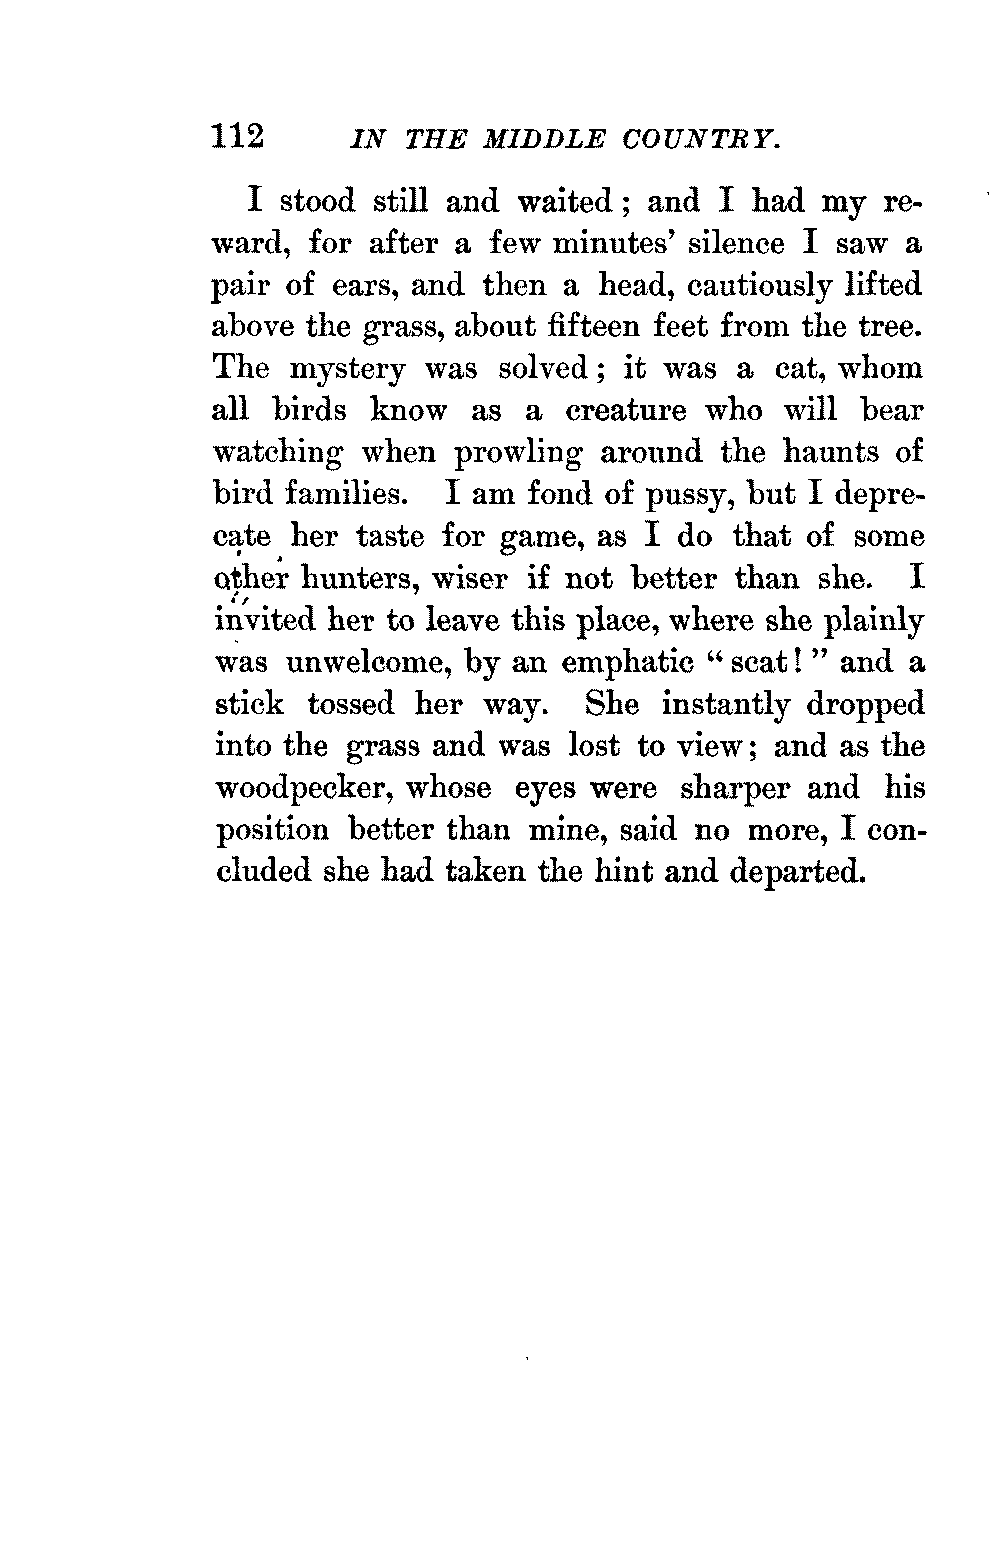 112 IN THE MIDDLE COUNTRY.
I stood still and waited; and I had my re-
ward, for after a few minutes' silence I saw a
pair of ears, and then a head, cautiously lifted
above the grass, about fifteen feet from the tree.
The mystery was solved; it was a cat, whom
all birds know as a creature who will bear
watching when prowling around the haunts of
bird families. I am fond of pussy, but I depre-
cate her taste for game, as I do that of some
other hunters, wiser if not better than she. I
invited her to leave this place, where she plainly
was unwelcome, by an emphatic "scat!" and a
stick tossed her way. She instantly dropped
into the grass and was lost to view; and as the
woodpecker, whose eyes were sharper and his
position better than mine, said no more, I con-
cluded she had taken the hint and departed.